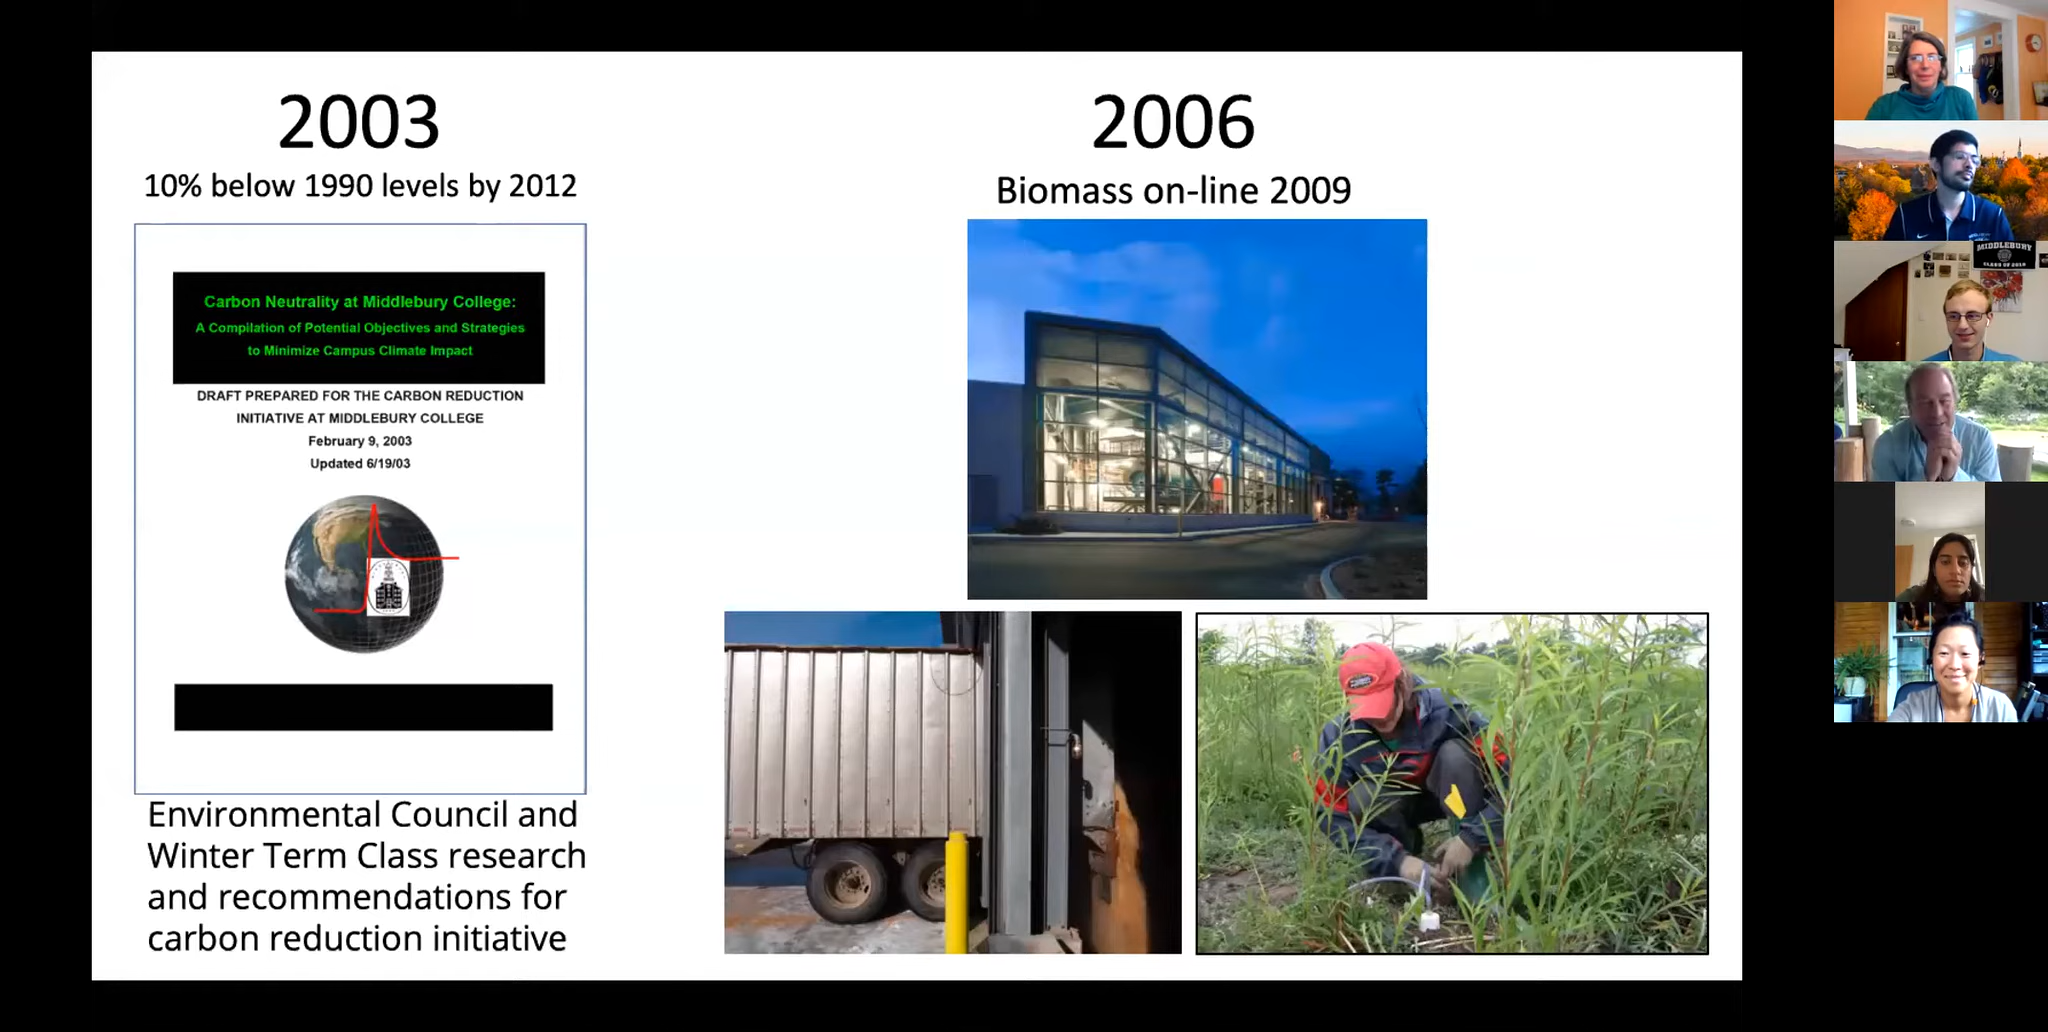 2003
10% below 1990 levels by 2012
Carbon Neutrality at Middlebury College:
A Compilation of Potential Objectives and Strategies
to Minimize Campus Climate Impact
DRAFT PREPARED FOR THE CARBON REDUCTION
INITIATIVE AT MIDDLEBURY COLLEGE
February 9, 2003
Updated 6/19/03
Environmental Council and
Winter Term Class research
and recommendations for
carbon reduction initiative
2006
Biomass on-line 2009
MIDDLEBURY